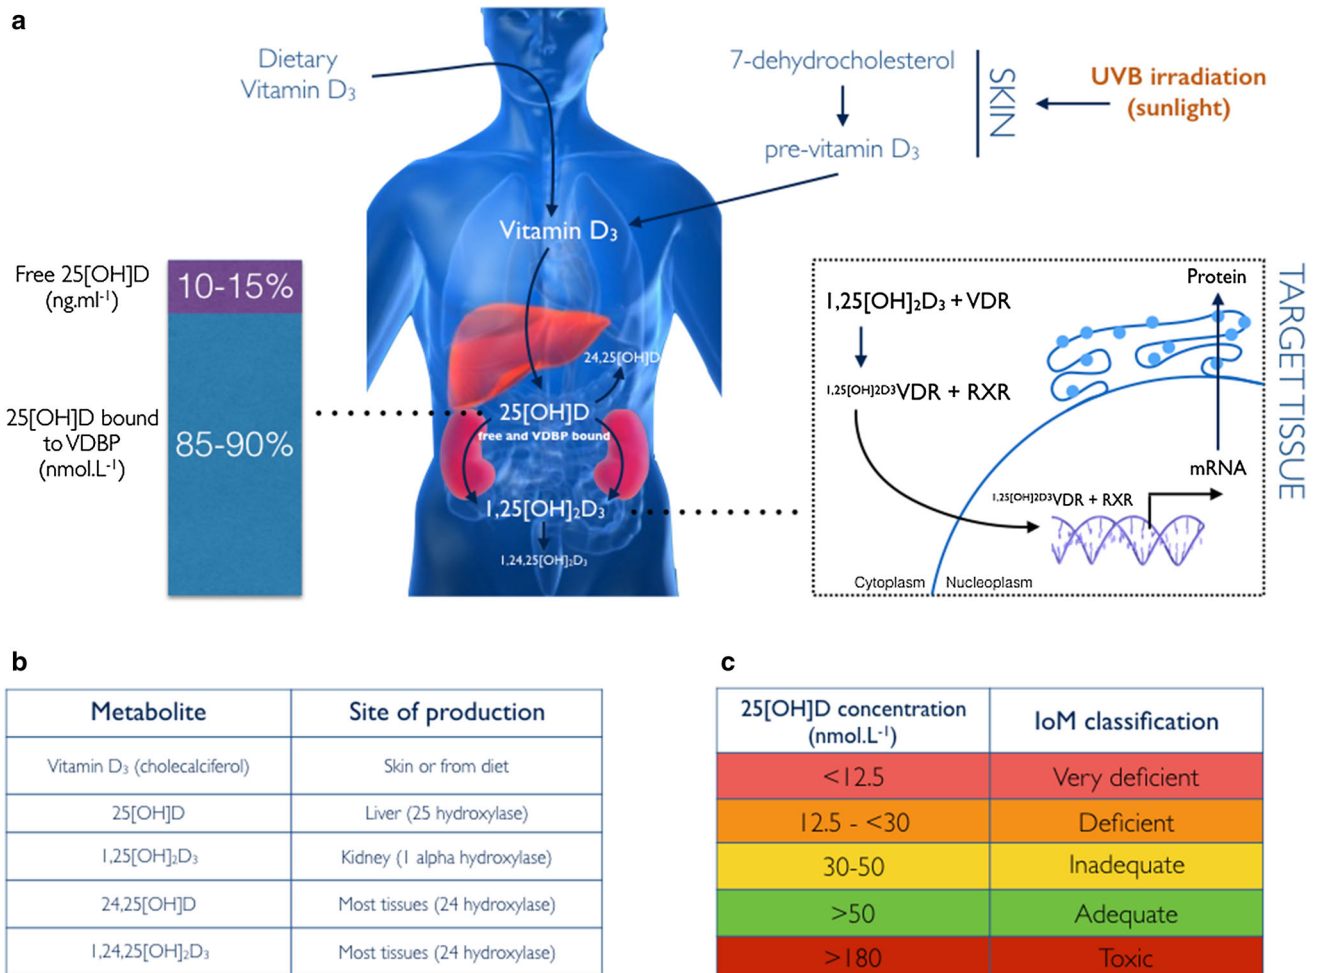 a
Dietary
Vitamin D₃
7-dehydrocholesterol
pre-vitamin D₃
SKIN
UVB irradiation
(sunlight)
Vitamin D₃
Free 25[OH]D
(ng.ml⁻¹)
10-15%
25[OH]D bound
to VDBP
(nmol.L⁻¹)
85-90%
24,25[OH]D
25[OH]D
free and VDBP bound
1,25[OH]₂D₃
1,24,25[OH]₂D₃
1,25[OH]₂D₃ + VDR
1,25[OH]2D3VDR + RXR
Protein
mRNA
1,25[OH]2D3VDR + RXR
Cytoplasm
Nucleoplasm
TARGET TISSUE
b
Metabolite Site of production
Vitamin D₃ (cholecalciferol) Skin or from diet
25[OH]D Liver (25 hydroxylase)
1,25[OH]₂D₃ Kidney (1 alpha hydroxylase)
24,25[OH]D Most tissues (24 hydroxylase)
1,24,25[OH]₂D₃ Most tissues (24 hydroxylase)
c
25[OH]D concentration
(nmol.L⁻¹)
IoM classification
<12.5 Very deficient
12.5 - <30 Deficient
30-50 Inadequate
>50 Adequate
>180 Toxic